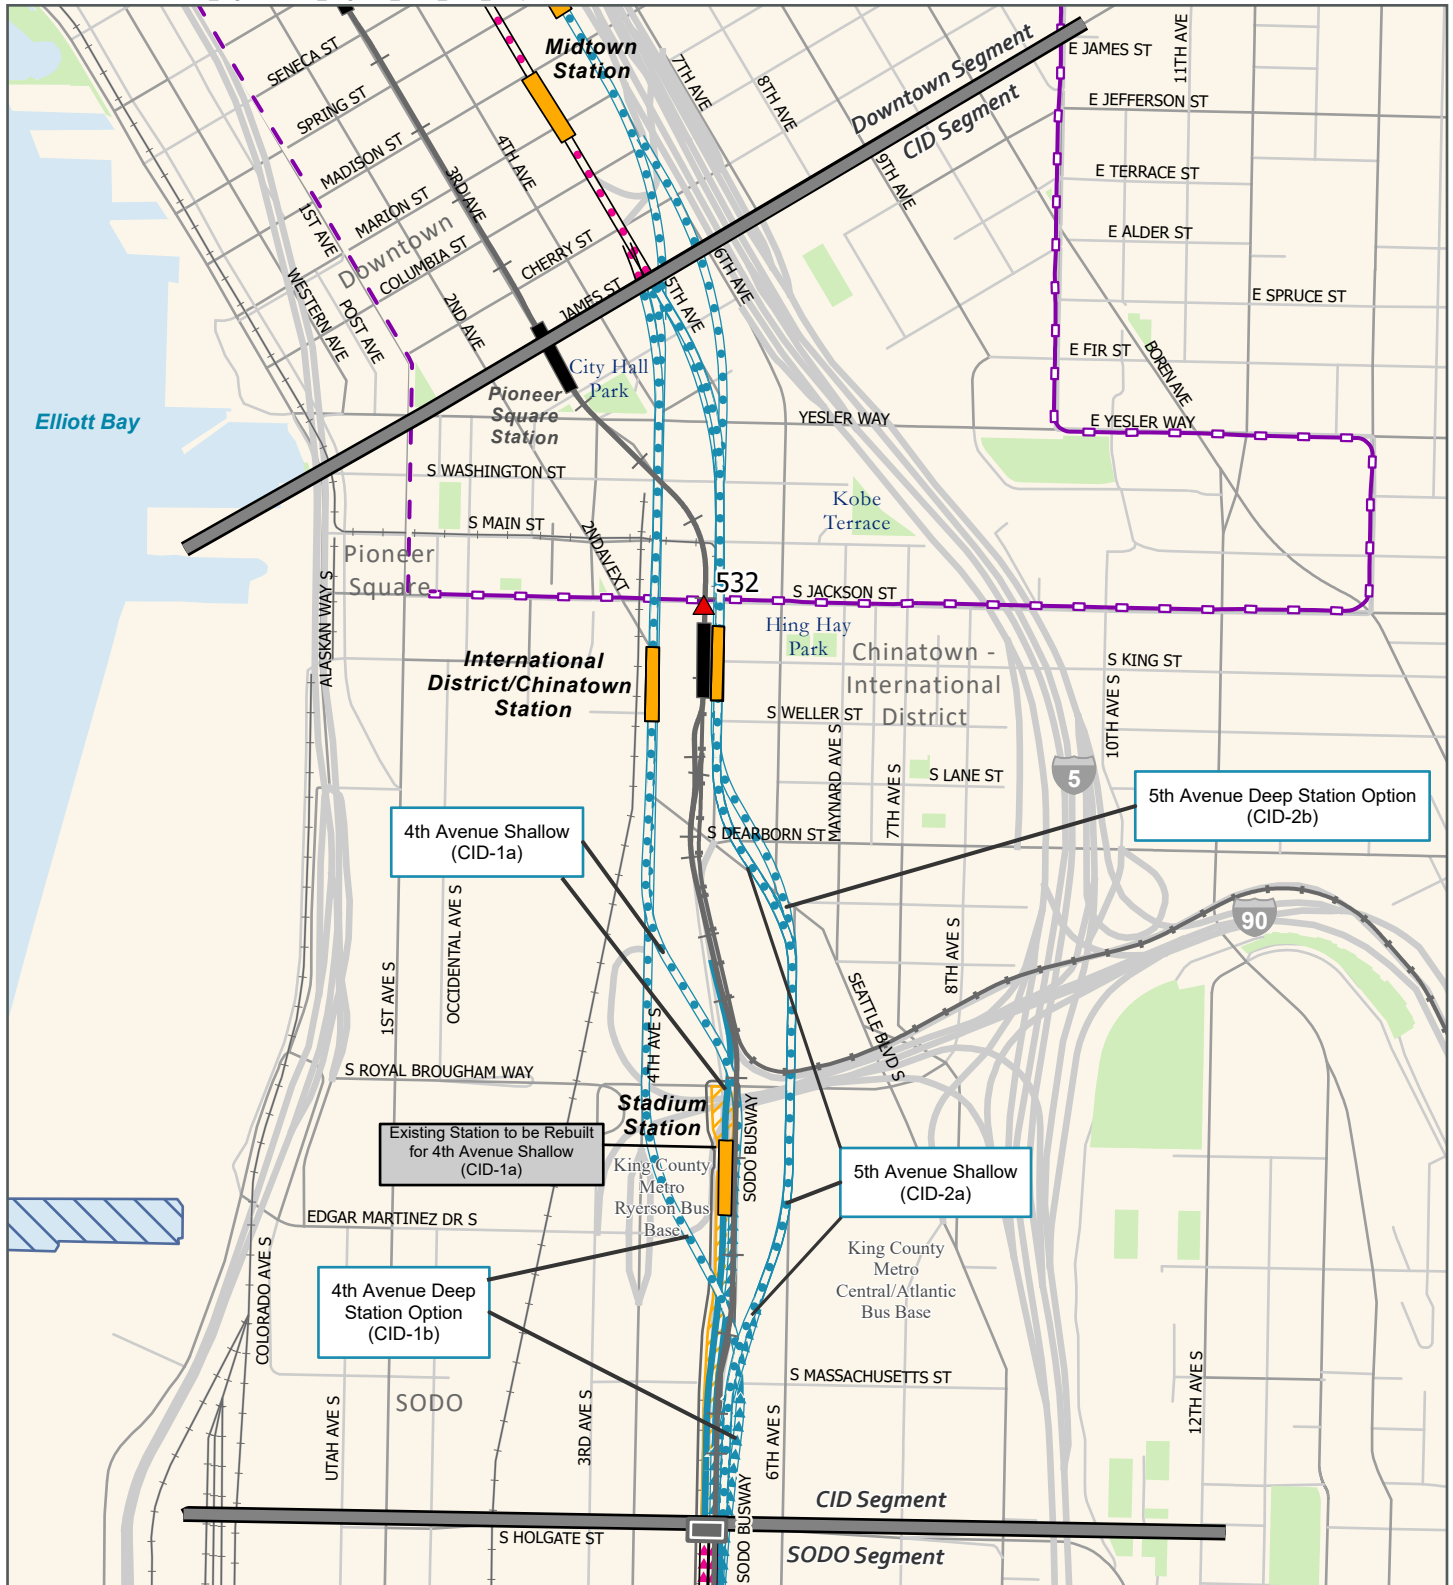 Midtown
Station
7TH AVE
8TH AVE
Downtown Segment
CID Segment
E JAMES ST
11TH AVE
SENECA ST
SPRING ST
E JEFFERSON ST
MADISON ST
4TH AVE
3RD AVE
9TH AVE
E TERRACE ST
MARION ST
1ST AVE
Downtown
COLUMBIA ST
CHERRY ST
E ALDER ST
6TH AVE
WESTERN AVE
POST AVE
2ND AVE
JAMES ST
5TH AVE
E SPRUCE ST
E FIR ST
BOREN AVE
City Hall
Park
Pioneer
Square
Station
Elliott Bay
YESLER WAY
E YESLER WAY
S WASHINGTON ST
Kobe
Terrace
S MAIN ST
2ND AV EXT
Pioneer
Square
532
S JACKSON ST
ALASKAN WAY S
Hing Hay
Park
Chinatown -
International
District
S KING ST
International
District/Chinatown
Station
S WELLER ST
10TH AVE S
MAYNARD AVE S
7TH AVE S
S LANE ST
5
5th Avenue Deep Station Option
(CID-2b)
4th Avenue Shallow
(CID-1a)
S DEARBORN ST
OCCIDENTAL AVE S
1ST AVE S
90
8TH AVE S
SEATTLE BLVD S
4TH AVE S
S ROYAL BROUGHAM WAY
Stadium
Station
SODO BUSWAY
Existing Station to be Rebuilt
for 4th Avenue Shallow
(CID-1a)
King County
Metro
Ryerson Bus
Base
5th Avenue Shallow
(CID-2a)
EDGAR MARTINEZ DR S
King County
Metro
Central/Atlantic
Bus Base
COLORADO AVE S
4th Avenue Deep
Station Option
(CID-1b)
S MASSACHUSETTS ST
SODO
UTAH AVE S
3RD AVE S
6TH AVE S
12TH AVE S
CID Segment
SODO BUSWAY
S HOLGATE ST
SODO Segment